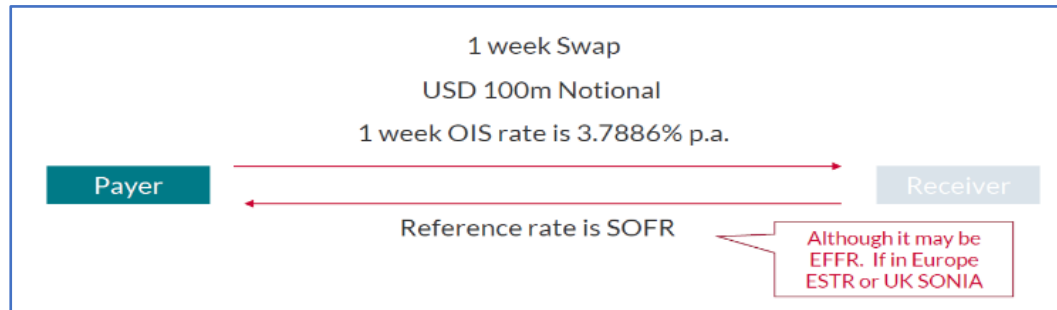 1 week Swap
USD 100m Notional
1 week OIS rate is 3.7886% p.a.
Payer
Receiver
Reference rate is SOFR
Although it may be
EFFR. If in Europe
ESTR or UK SONIA